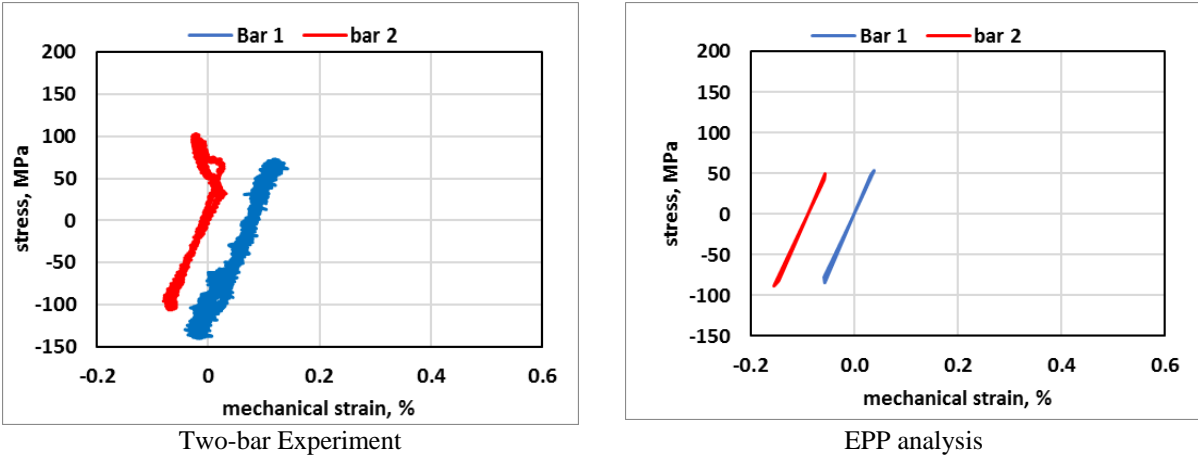 Bar 1 bar 2
200
150
100
50
0
-50
-100
-150
-0.2 0 0.2 0.4 0.6
stress, MPa
mechanical strain, %
Two-bar Experiment
Bar 1 bar 2
200
150
100
50
0
-50
-100
-150
-0.2 0.0 0.2 0.4 0.6
stress, MPa
mechanical strain, %
EPP analysis